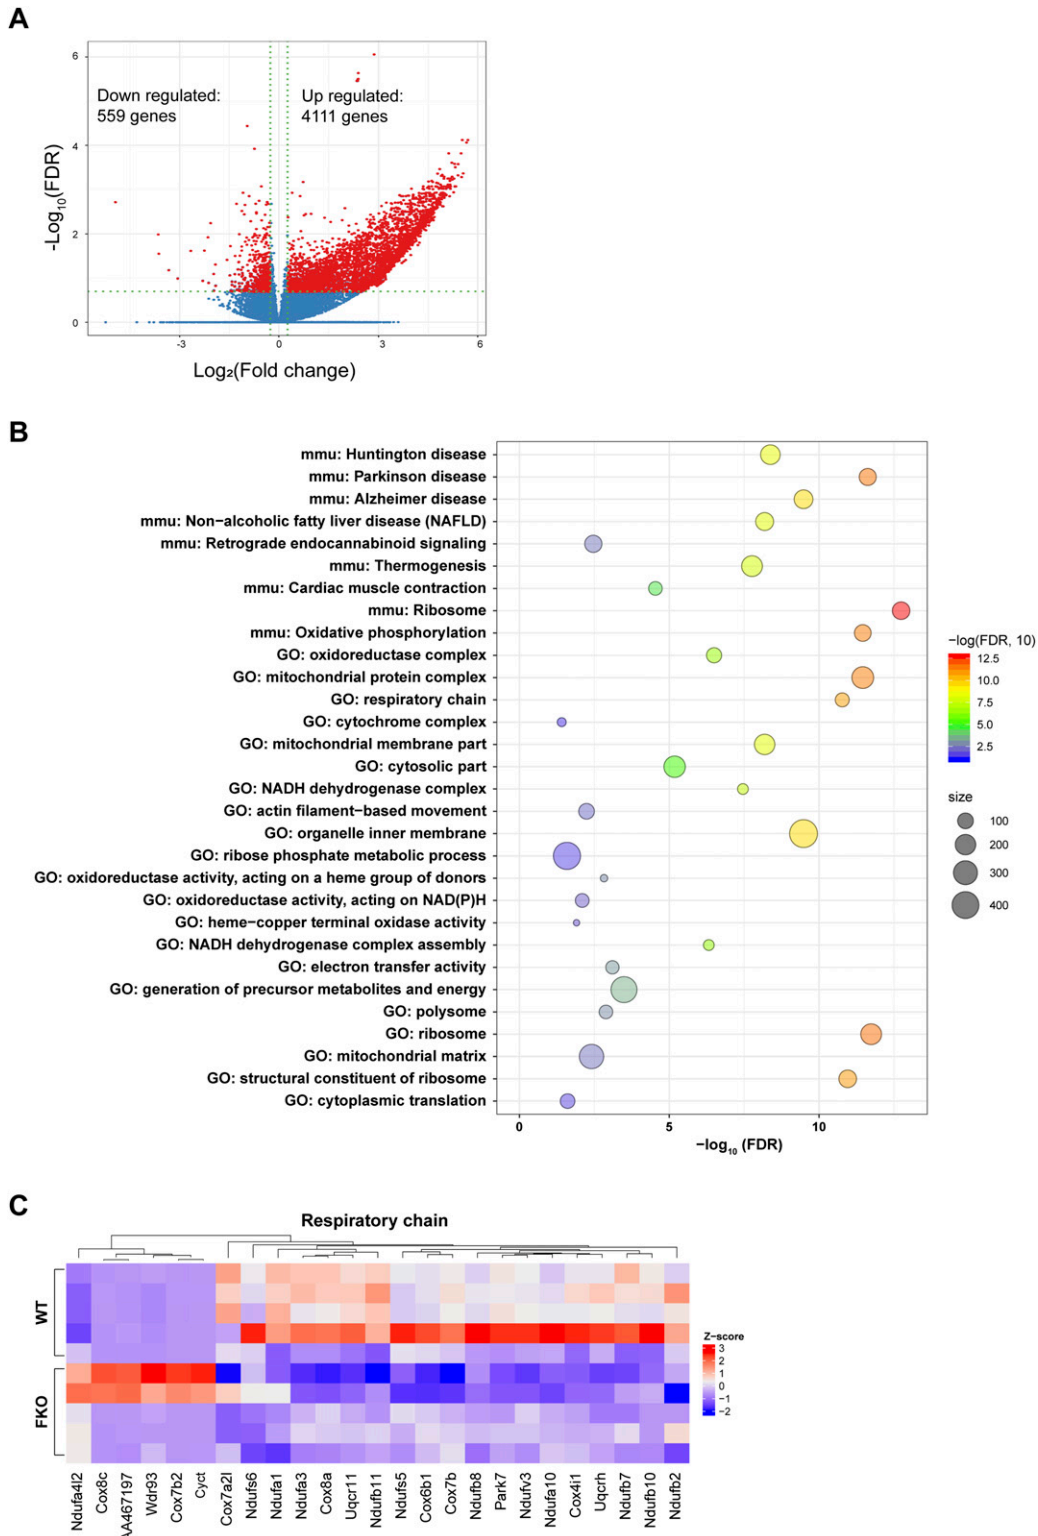 A
6
4
2
0
-Log10(FDR)
Down regulated:
559 genes
Up regulated:
4111 genes
-3
0
3
6
Log₂(Fold change)
B
mmu: Huntington disease
mmu: Parkinson disease
mmu: Alzheimer disease
mmu: Non−alcoholic fatty liver disease (NAFLD)
mmu: Retrograde endocannabinoid signaling
mmu: Thermogenesis
mmu: Cardiac muscle contraction
mmu: Ribosome
mmu: Oxidative phosphorylation
GO: oxidoreductase complex
GO: mitochondrial protein complex
GO: respiratory chain
GO: cytochrome complex
GO: mitochondrial membrane part
GO: cytosolic part
GO: NADH dehydrogenase complex
GO: actin filament−based movement
GO: organelle inner membrane
GO: ribose phosphate metabolic process
GO: oxidoreductase activity, acting on a heme group of donors
GO: oxidoreductase activity, acting on NAD(P)H
GO: heme−copper terminal oxidase activity
GO: NADH dehydrogenase complex assembly
GO: electron transfer activity
GO: generation of precursor metabolites and energy
GO: polysome
GO: ribosome
GO: mitochondrial matrix
GO: structural constituent of ribosome
GO: cytoplasmic translation
0
5
10
−log10 (FDR)
−log(FDR, 10)
12.5
10.0
7.5
5.0
2.5
size
100
200
300
400
C
Respiratory chain
WT
FKO
Z−score
3
2
1
0
−1
−2
Ndufa4l2
Cox8c
AA467197
Wdr93
Cox7b2
Cyct
Cox7a2l
Ndufs6
Ndufa1
Ndufa3
Cox8a
Uqcr11
Ndufb11
Ndufs5
Cox6b1
Cox7b
Ndufb8
Park7
Ndufv3
Ndufa10
Cox4i1
Uqcrh
Ndufb7
Ndufb10
Ndufb2